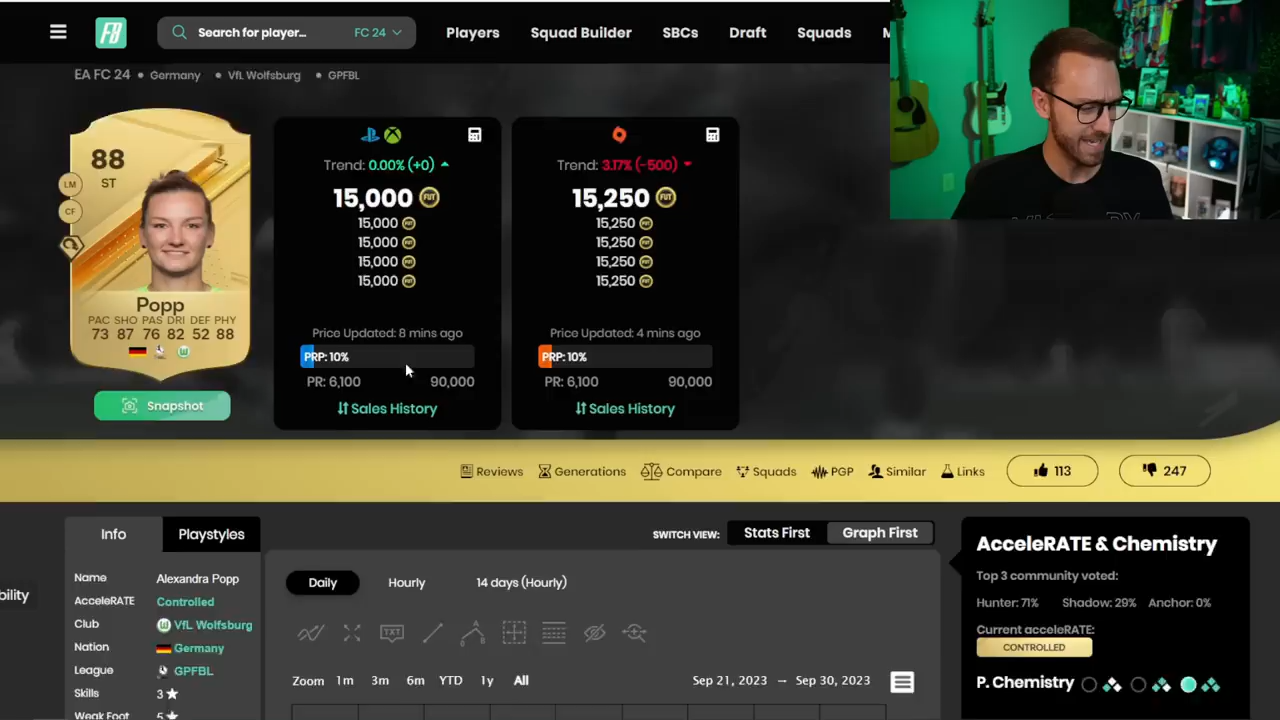 FB Search for player... FC 24 Players Squad Builder SBCs Draft Squads M
EA FC 24 • Germany • VfL Wolfsburg • GPFBL
88
ST
LM
CF
Popp
PAC SHO PAS DRI DEF PHY
73 87 76 82 52 88
Snapshot
Trend: 0.00% (+0)
15,000 FUT
15,000
15,000
15,000
15,000
Price Updated: 8 mins ago
PRP: 10%
PR: 6,100 90,000
Sales History
Trend: 3.17% (-500)
15,250 FUT
15,250
15,250
15,250
15,250
Price Updated: 4 mins ago
PRP: 10%
PR: 6,100 90,000
Sales History
Reviews Generations Compare Squads PGP Similar Links 113 247
bility
Info Playstyles
Name Alexandra Popp
AcceleRATE Controlled
Club VfL Wolfsburg
Nation Germany
League GPFBL
Skills 3
Weak Foot 5
SWITCH VIEW: Stats First Graph First
Daily Hourly 14 days (Hourly)
TXT
Zoom 1m 3m 6m YTD 1y All Sep 21, 2023 → Sep 30, 2023
AcceleRATE & Chemistry
Top 3 community voted:
Hunter: 71% Shadow: 29% Anchor: 0%
Current acceleRATE:
CONTROLLED
P. Chemistry